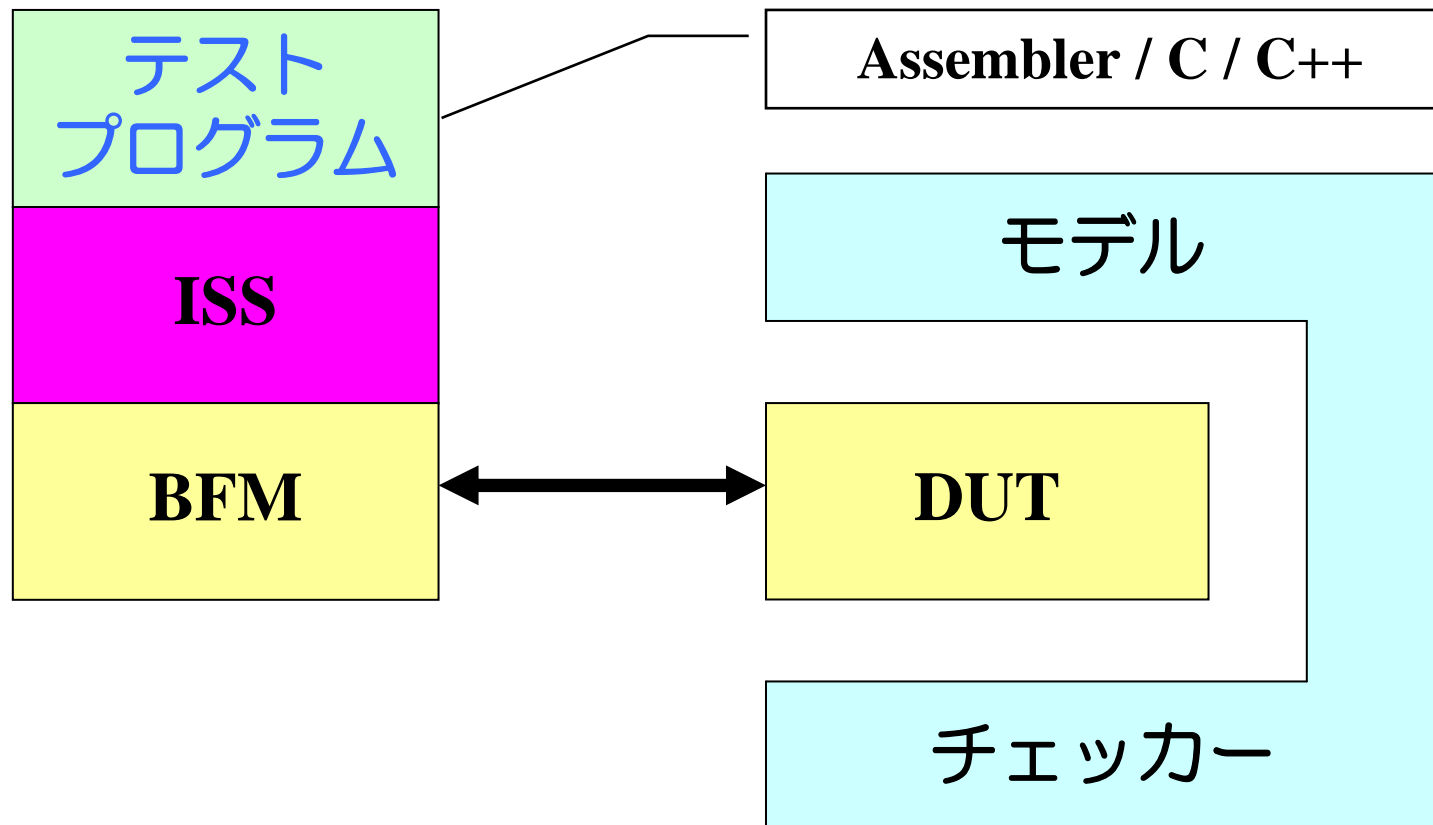 テスト
プログラム
Assembler / C / C++
ISS
モデル
BFM
DUT
チェッカー